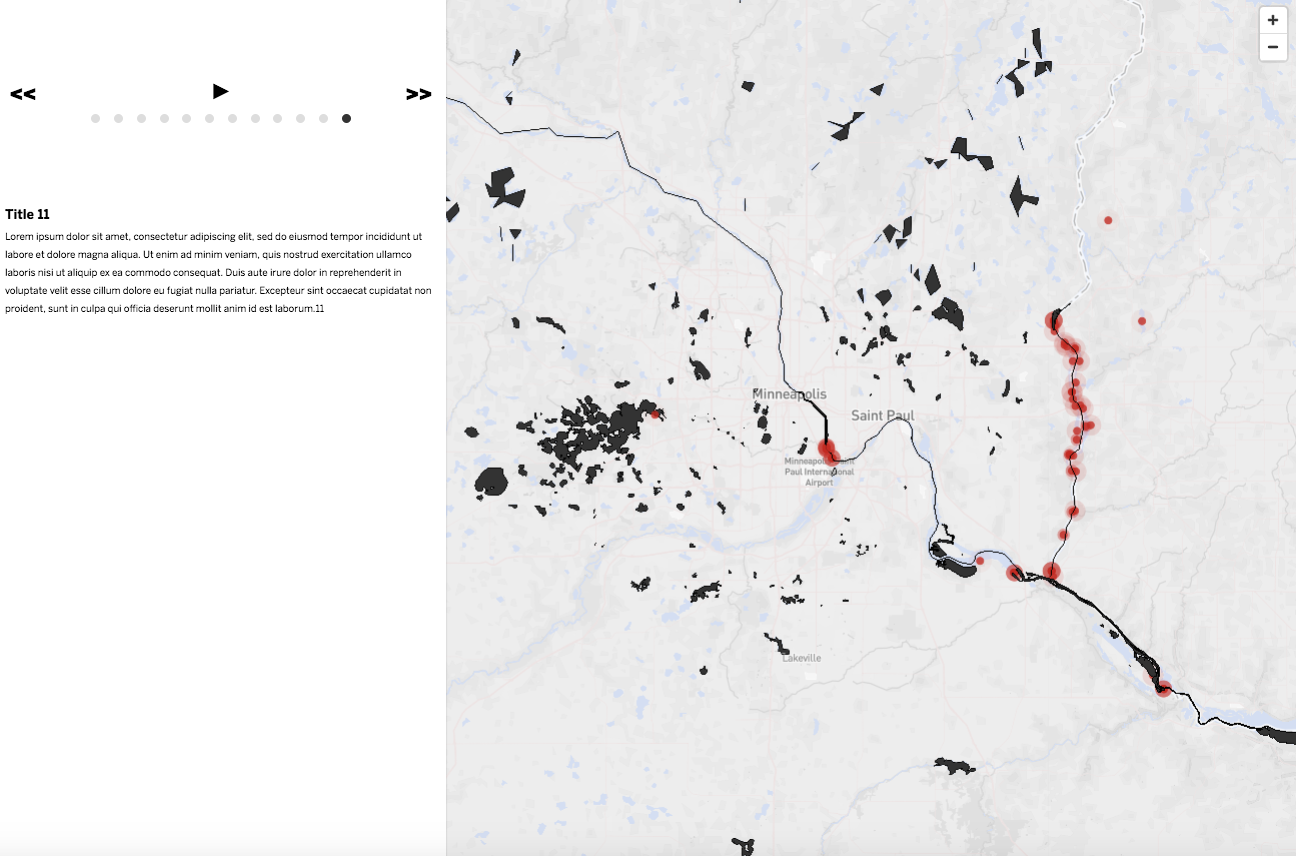 << ▶ >>
Title 11
Lorem ipsum dolor sit amet, consectetur adipiscing elit, sed do eiusmod tempor incididunt ut
labore et dolore magna aliqua. Ut enim ad minim veniam, quis nostrud exercitation ullamco
laboris nisi ut aliquip ex ea commodo consequat. Duis aute irure dolor in reprehenderit in
voluptate velit esse cillum dolore eu fugiat nulla pariatur. Excepteur sint occaecat cupidatat non
proident, sunt in culpa qui officia deserunt mollit anim id est laborum.11
+
−
Minneapolis
Saint Paul
Paul International
Airport
Lakeville